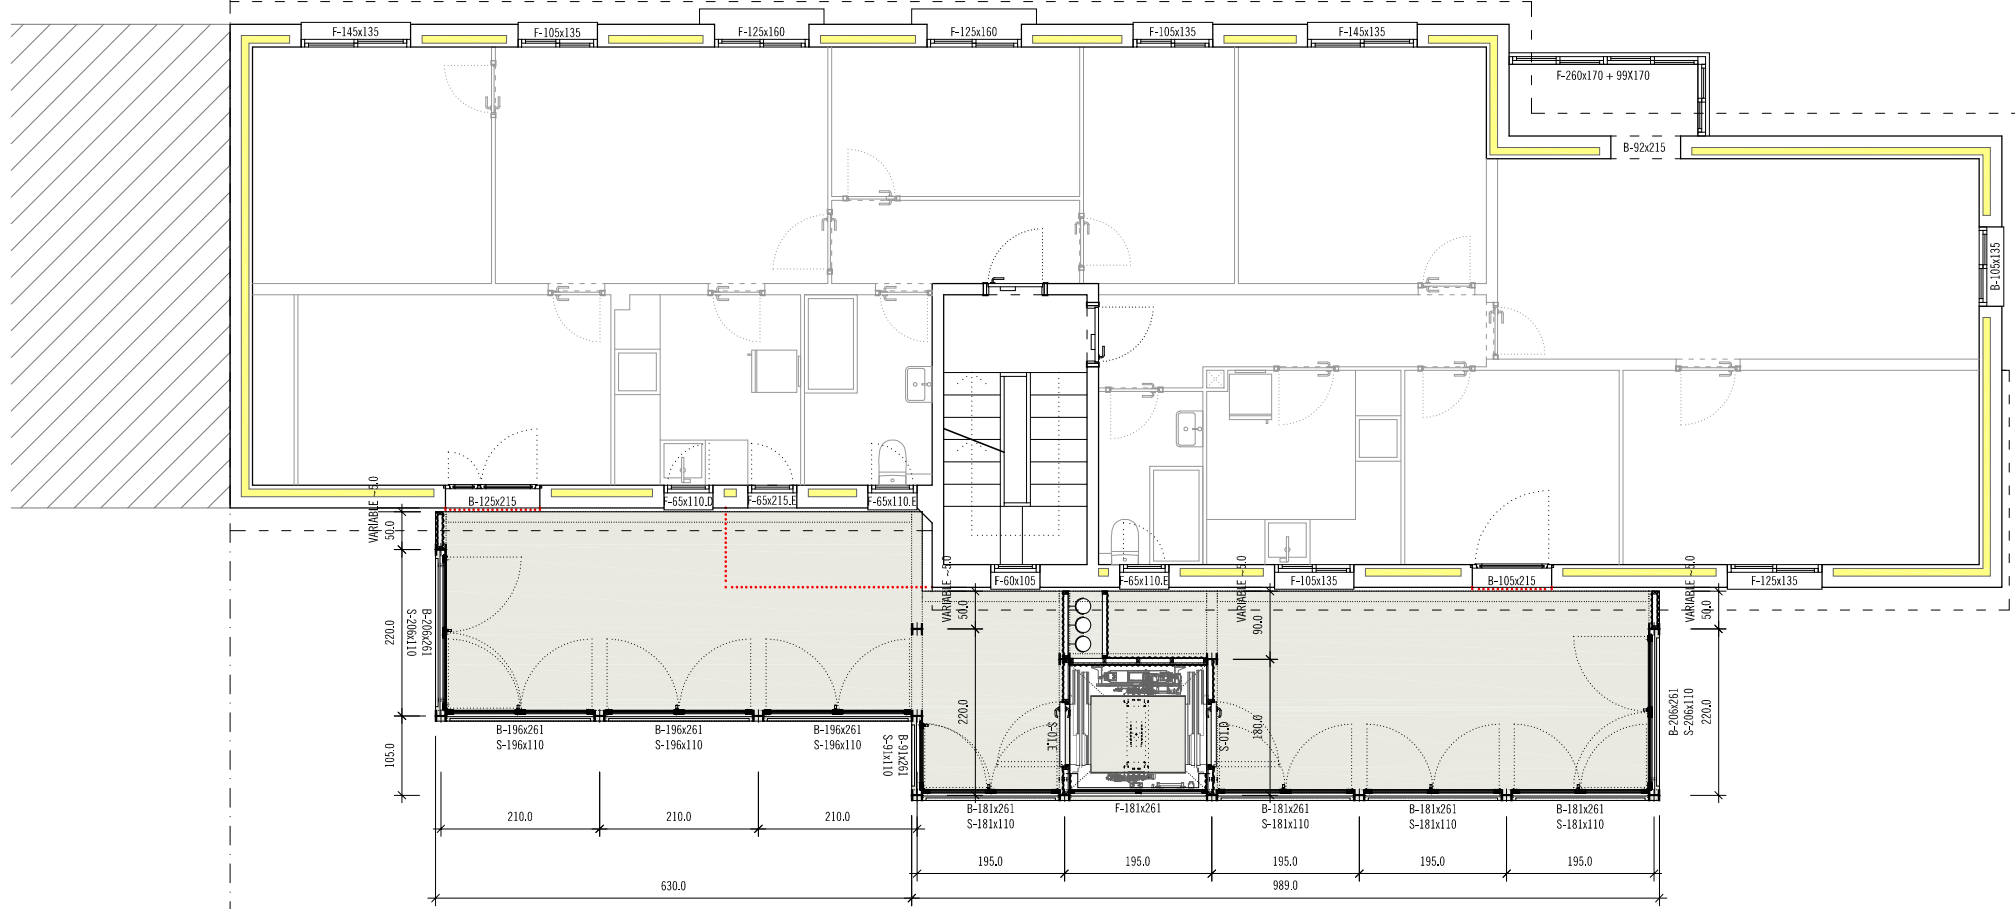 F-145x135
F-105x135
F-125x160
F-125x160
F-105x135
F-145x135
F-260x170 + 99X170
B-92x215
B-105x135
B-125x215
F-65x110.D
F-65x215.E
F-65x110.E
F-60x105
F-65x110.E
F-105x135
B-105x215
F-125x135
VARIABLE ~5.0
50.0
220.0
105.0
B-206x261
S-206x110
VARIABLE ~5.0
50.0
220.0
VARIABLE ~5.0
90.0
180.0
VARIABLE ~5.0
50.0
220.0
B-206x261
S-206x110
S-01.E
S-01.D
B-196x261
S-196x110
B-196x261
S-196x110
B-196x261
S-196x110
B-91x261
S-91x110
B-181x261
S-181x110
F-181x261
B-181x261
S-181x110
B-181x261
S-181x110
B-181x261
S-181x110
210.0
210.0
210.0
195.0
195.0
195.0
195.0
195.0
630.0
989.0